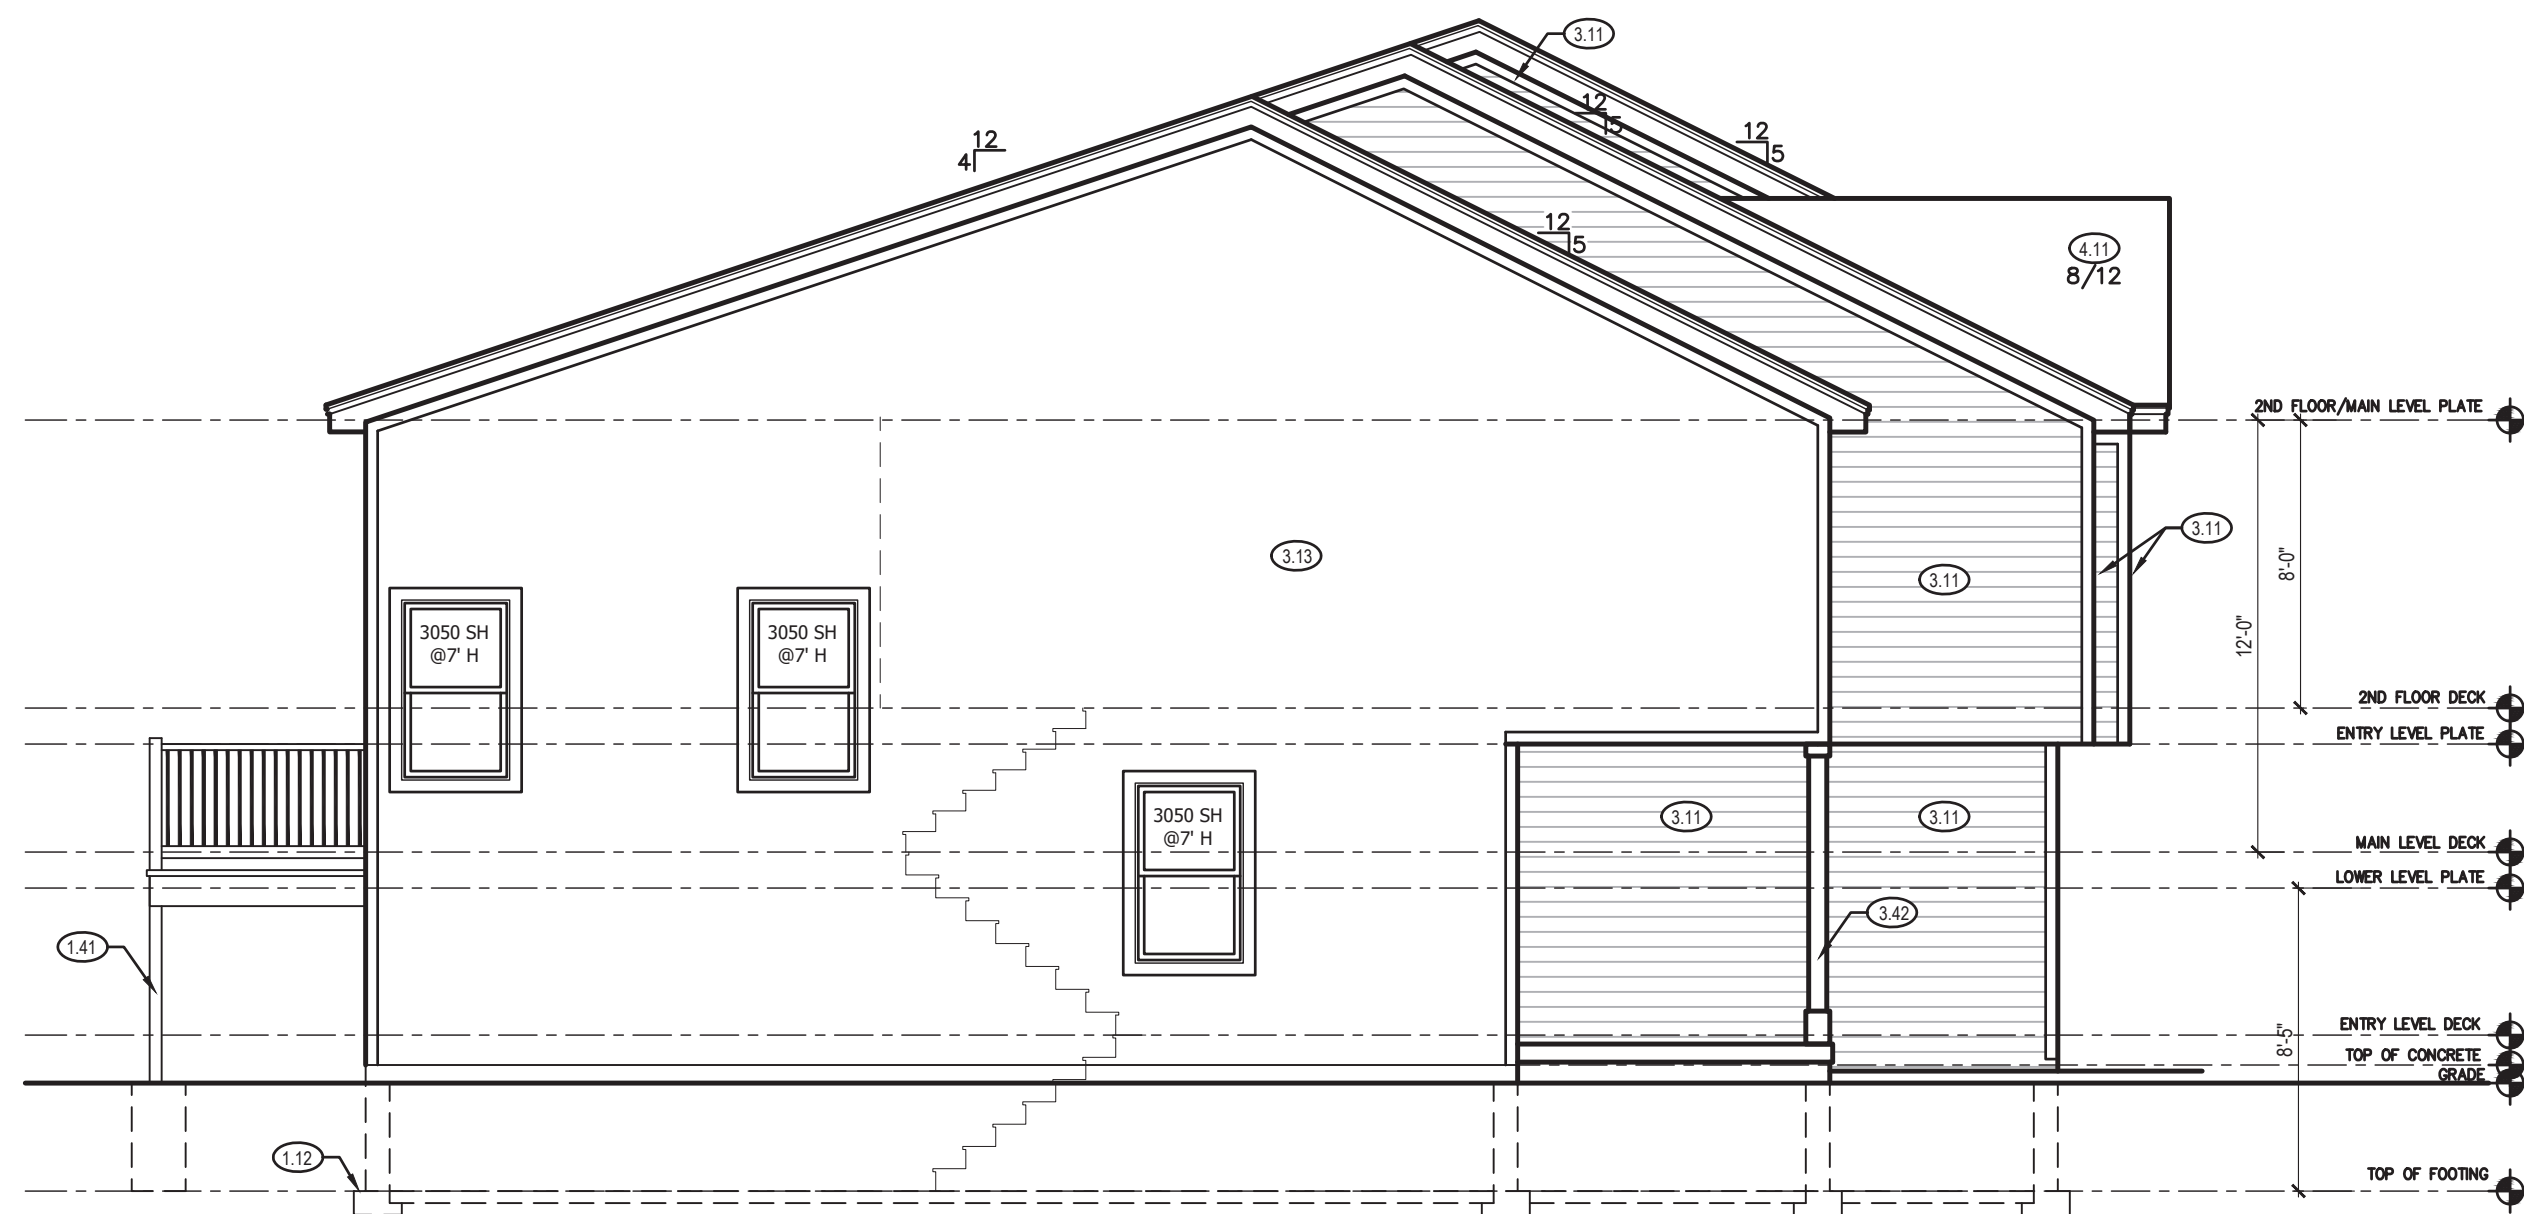 3.11
12
5
12
5
12
4
12
5
4.11
8/12
2ND FLOOR/MAIN LEVEL PLATE
3.13
3.11
3.11
8'-0"
12'-0"
3050 SH
@7' H
3050 SH
@7' H
2ND FLOOR DECK
ENTRY LEVEL PLATE
3050 SH
@7' H
3.11
3.11
MAIN LEVEL DECK
LOWER LEVEL PLATE
3.42
1.41
ENTRY LEVEL DECK
8'-5"
TOP OF CONCRETE
GRADE
1.12
TOP OF FOOTING